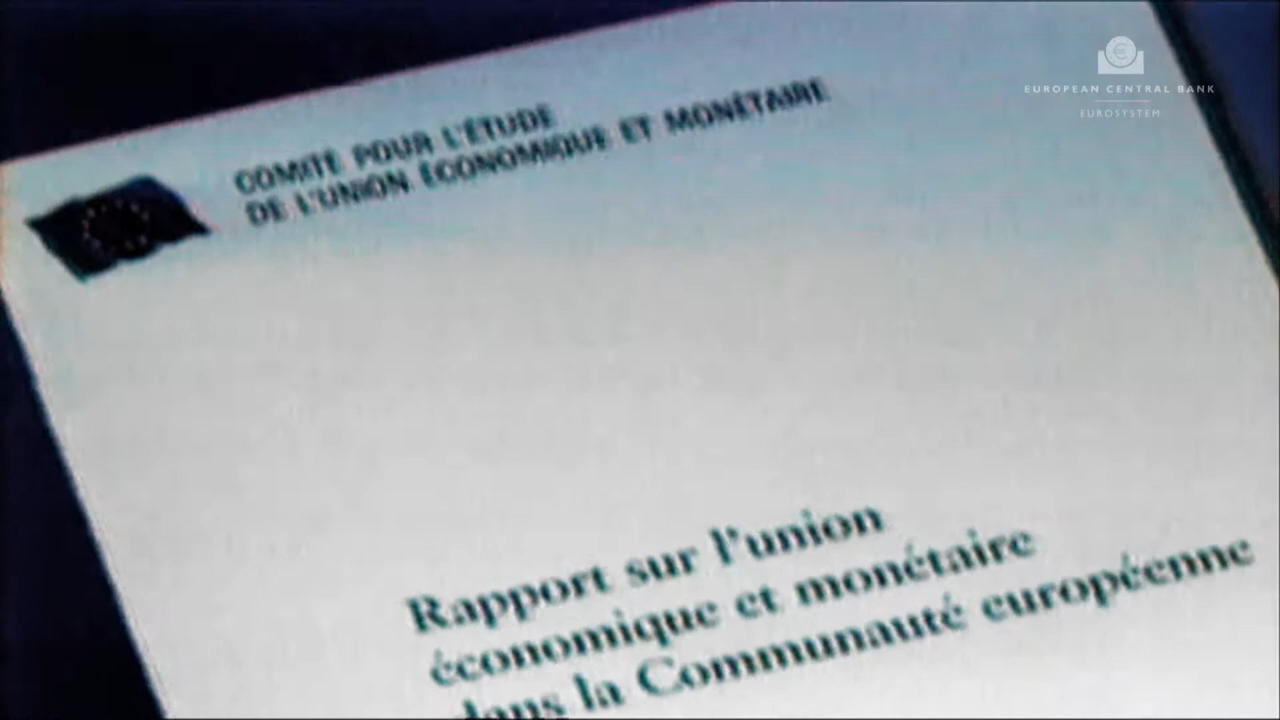 EUROPEAN CENTRAL BANK
EUROSYSTEM
COMITÉ POUR L'ÉTUDE
DE L'UNION ÉCONOMIQUE ET MONÉTAIRE
Rapport sur l'union
économique et monétaire
dans la Communauté européenne